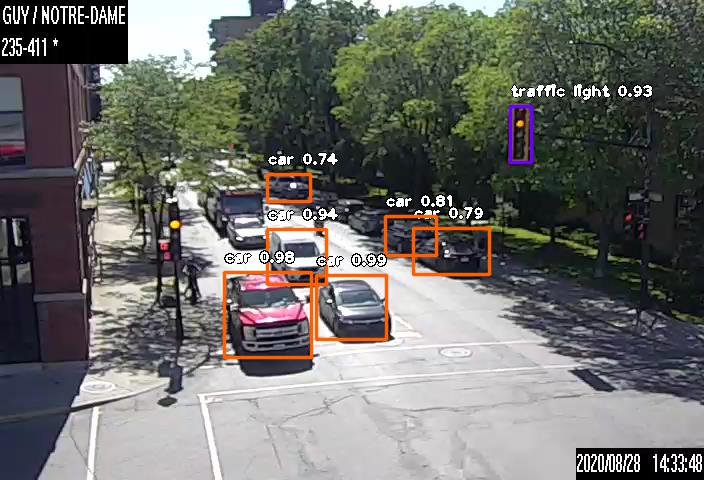 GUY / NOTRE-DAME
235-411 *
traffic light 0.93
car 0.74
car 0.81
car 0.94
car 0.79
car 0.98
car 0.99
2020/08/28 14:33:48